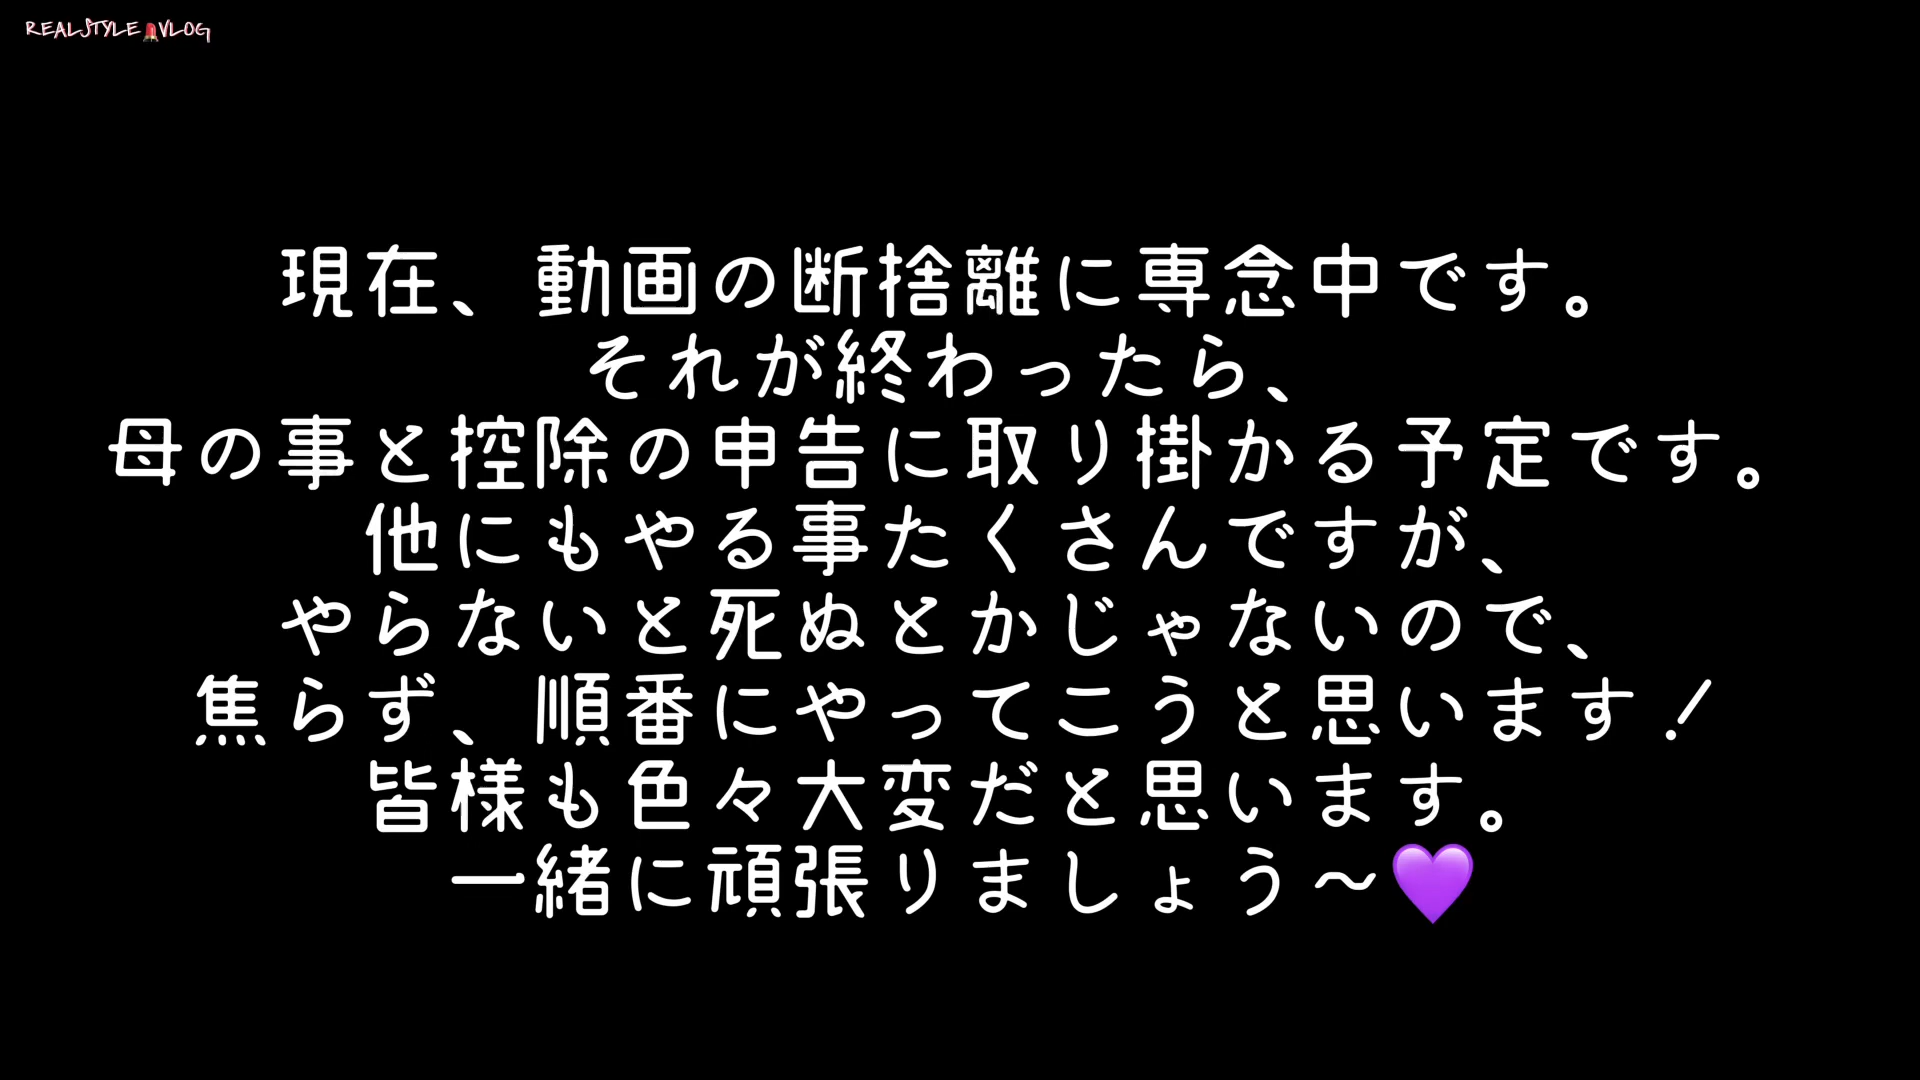 REALSTYLE💄VLOG
現在、動画の断捨離に専念中です。
それが終わったら、
母の事と控除の申告に取り掛かる予定です。
他にもやる事たくさんですが、
やらないと死ぬとかじゃないので、
焦らず、順番にやってこうと思います！
皆様も色々大変だと思います。
一緒に頑張りましょう〜💜